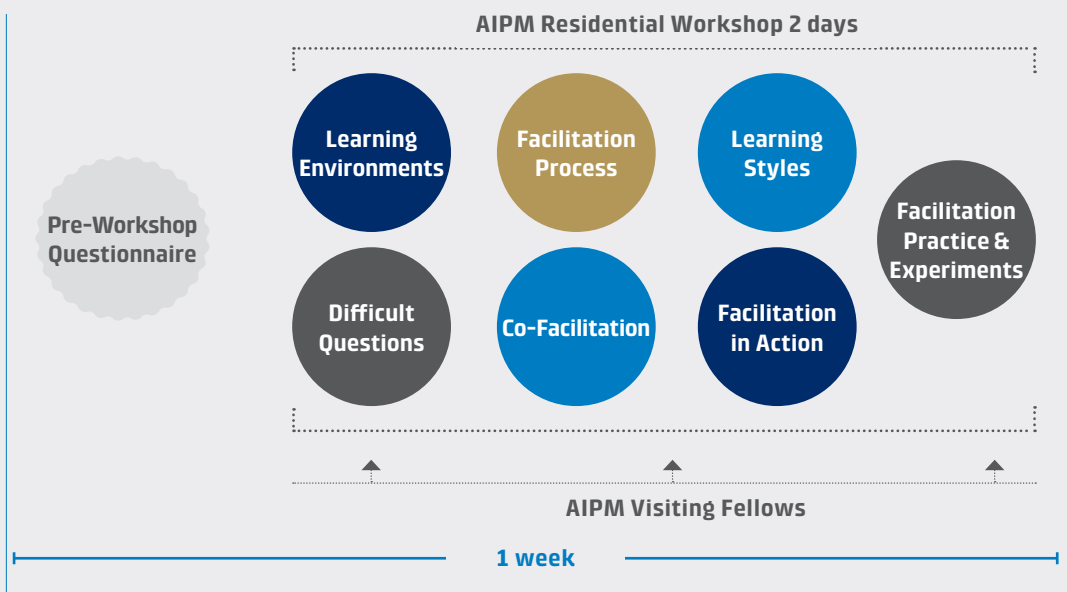 AIPM Residential Workshop 2 days
Pre-Workshop
Questionnaire
Learning
Environments
Facilitation
Process
Learning
Styles
Facilitation
Practice &
Experiments
Difficult
Questions
Co-Facilitation
Facilitation
in Action
AIPM Visiting Fellows
1 week